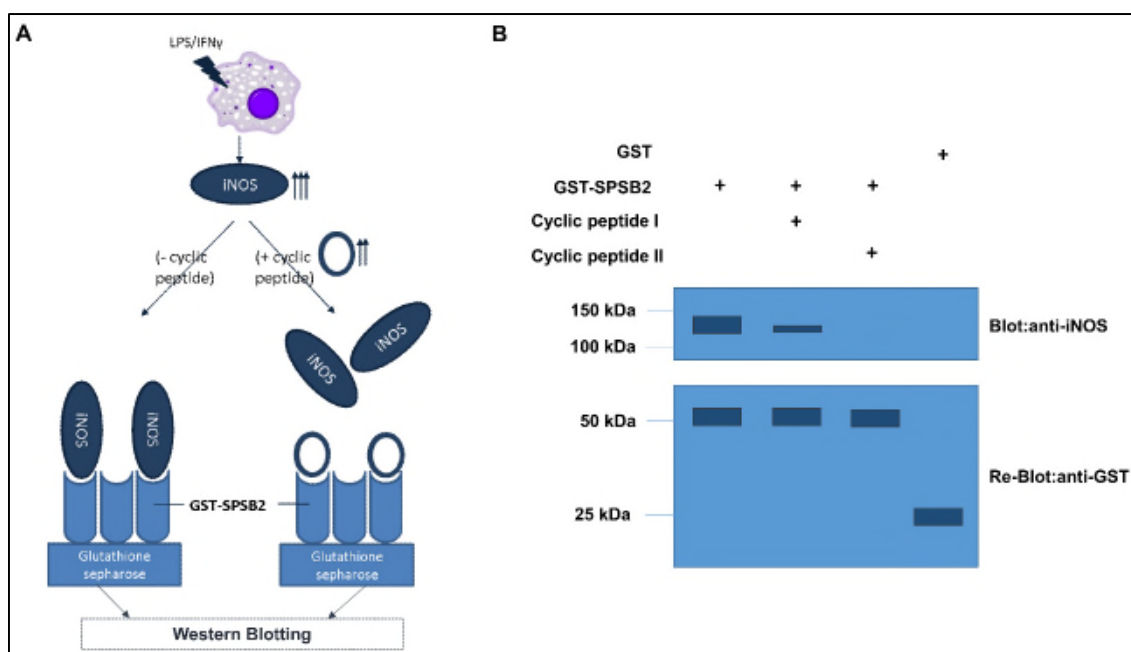 A
LPS/IFNγ
iNOS
(- cyclic
peptide)
(+ cyclic
peptide)
iNOS
iNOS
iNOS
iNOS
GST-SPSB2
Glutathione
sepharose
Glutathione
sepharose
Western Blotting
B
GST +
GST-SPSB2 + + +
Cyclic peptide I +
Cyclic peptide II +
150 kDa
100 kDa
Blot:anti-iNOS
50 kDa
25 kDa
Re-Blot:anti-GST